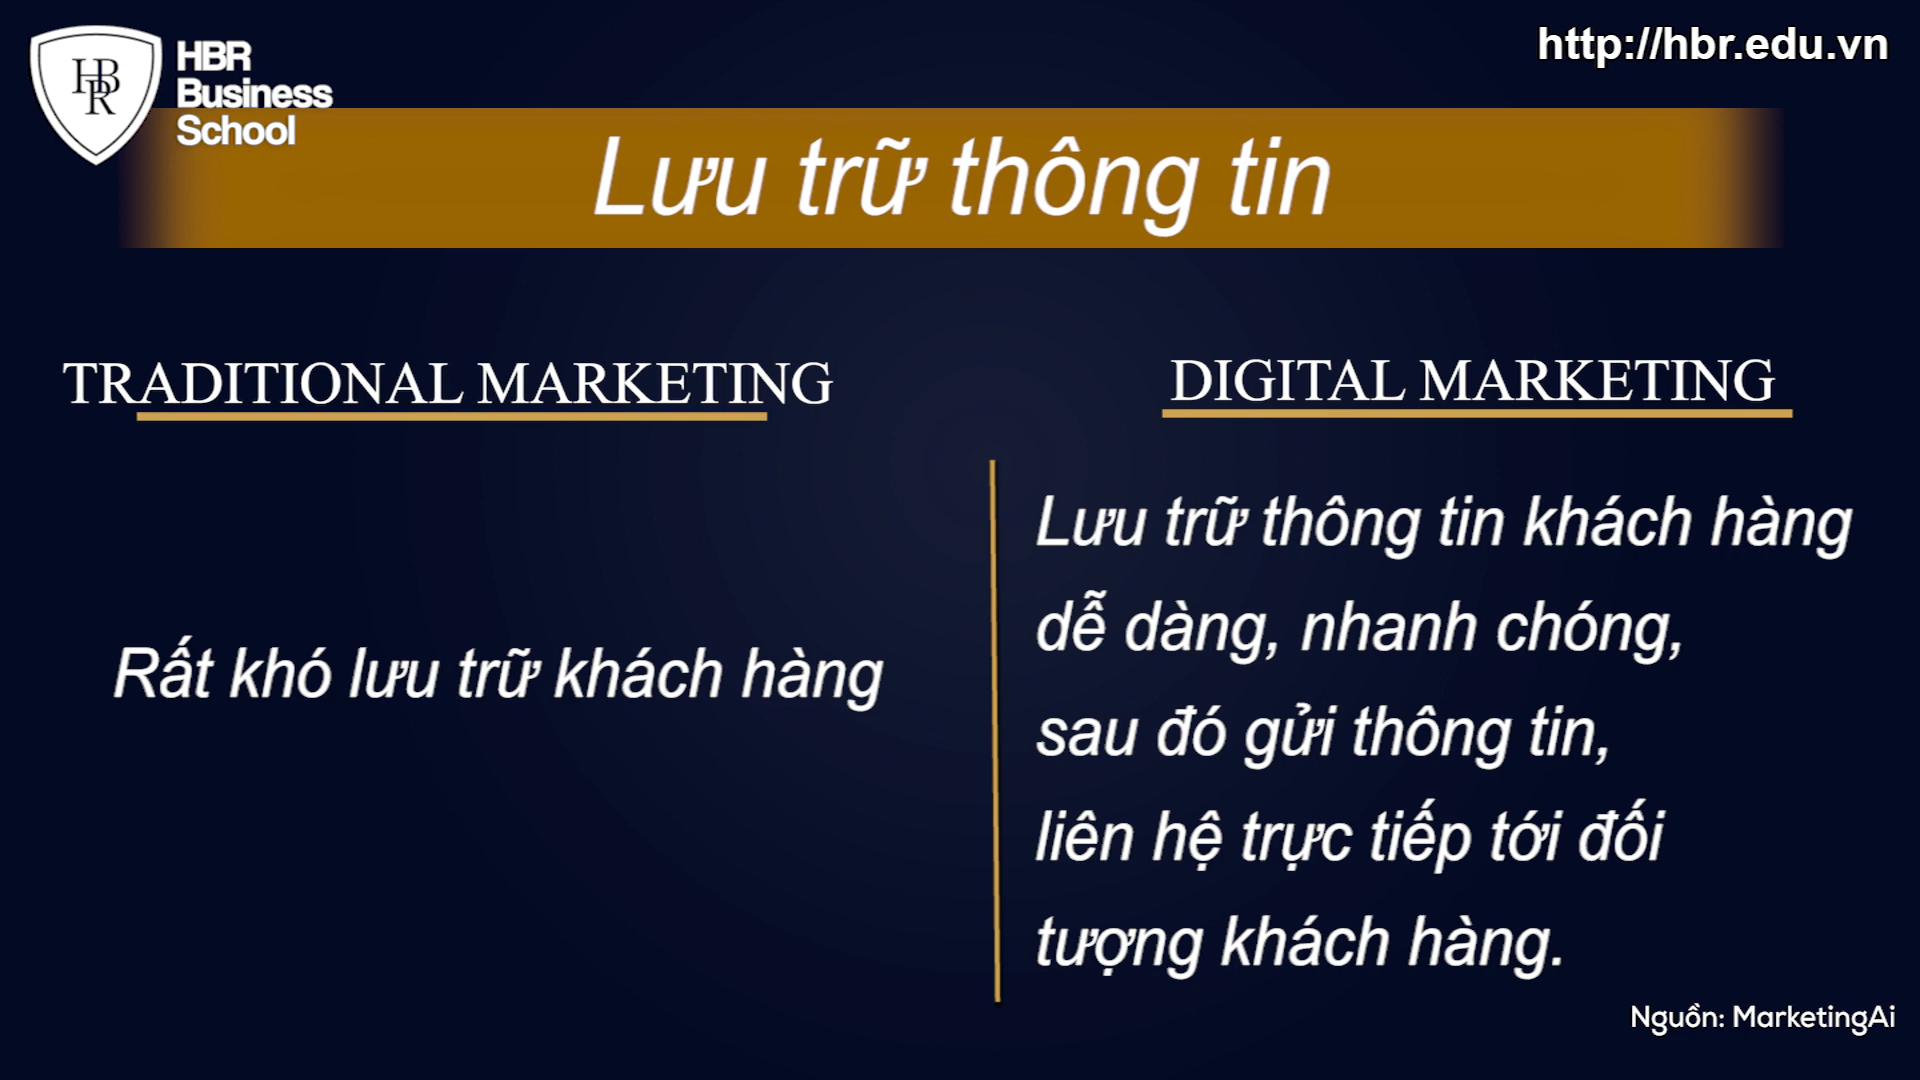 HBR
Business
School
http://hbr.edu.vn
Lưu trữ thông tin
TRADITIONAL MARKETING
Rất khó lưu trữ khách hàng
DIGITAL MARKETING
Lưu trữ thông tin khách hàng
dễ dàng, nhanh chóng,
sau đó gửi thông tin,
liên hệ trực tiếp tới đối
tượng khách hàng.
Nguồn: MarketingAi